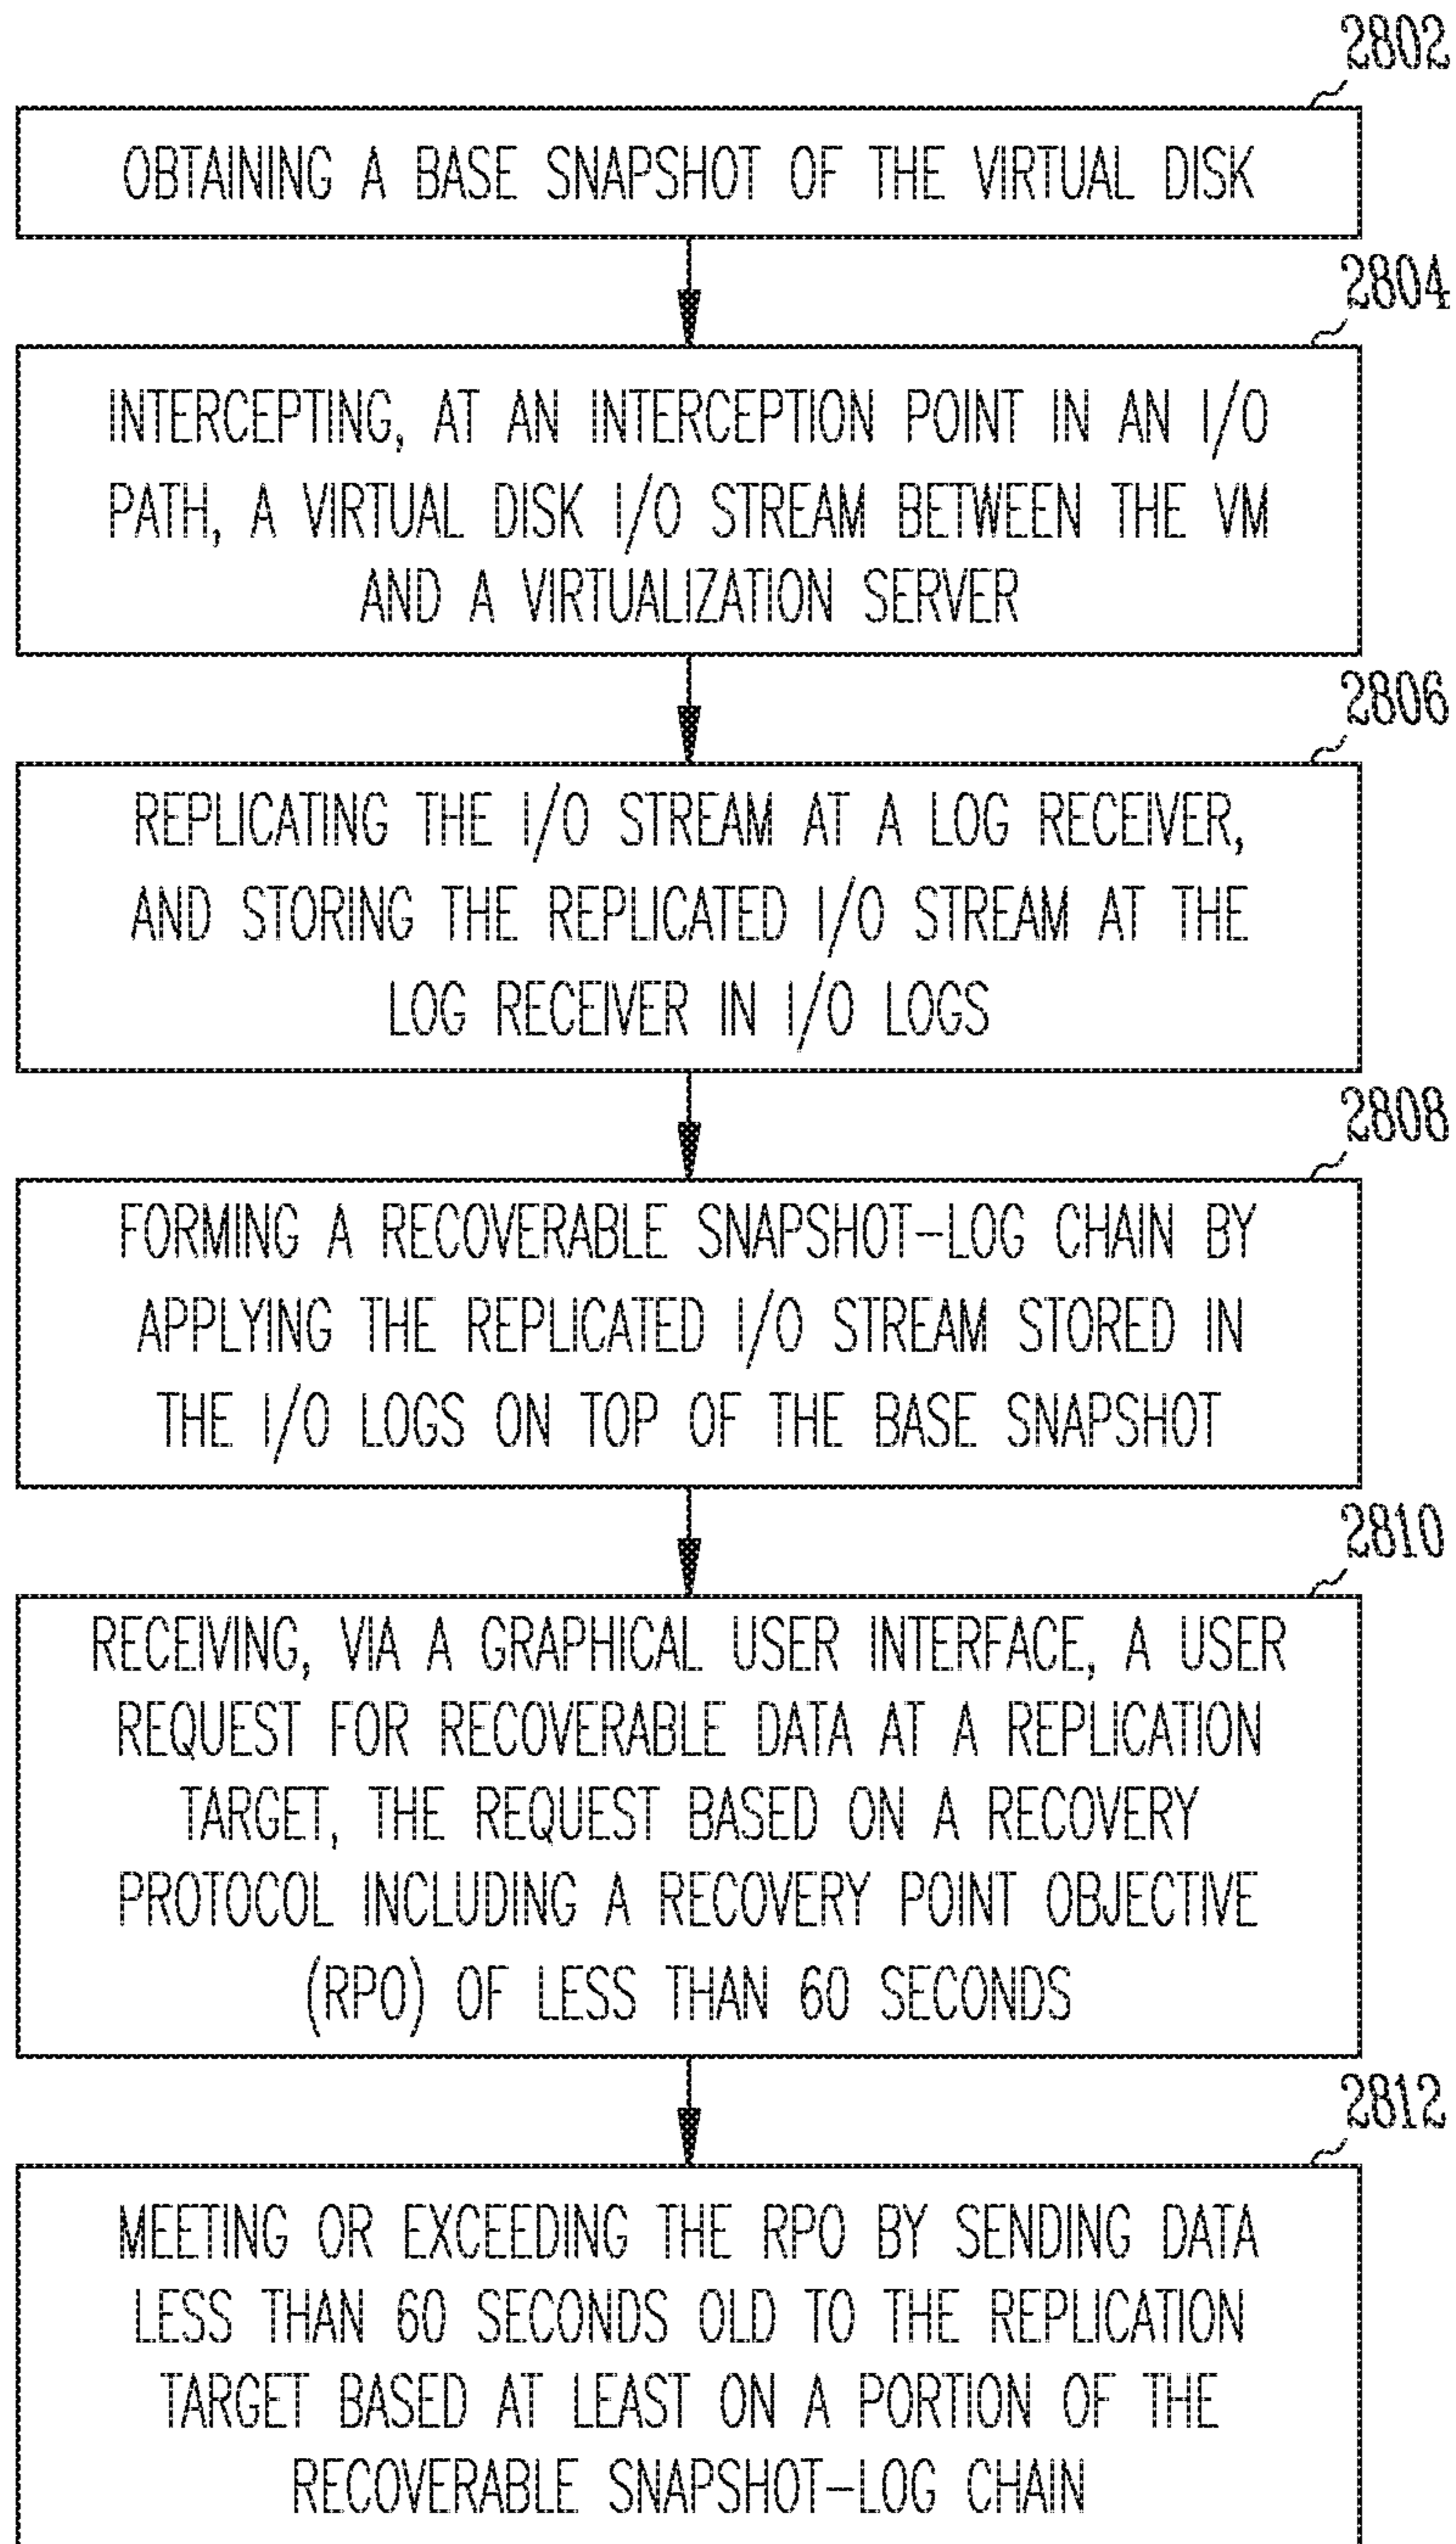 2802
OBTAINING A BASE SNAPSHOT OF THE VIRTUAL DISK
2804
INTERCEPTING, AT AN INTERCEPTION POINT IN AN I/O
PATH, A VIRTUAL DISK I/O STREAM BETWEEN THE VM
AND A VIRTUALIZATION SERVER
2806
REPLICATING THE I/O STREAM AT A LOG RECEIVER,
AND STORING THE REPLICATED I/O STREAM AT THE
LOG RECEIVER IN I/O LOGS
2808
FORMING A RECOVERABLE SNAPSHOT-LOG CHAIN BY
APPLYING THE REPLICATED I/O STREAM STORED IN
THE I/O LOGS ON TOP OF THE BASE SNAPSHOT
2810
RECEIVING, VIA A GRAPHICAL USER INTERFACE, A USER
REQUEST FOR RECOVERABLE DATA AT A REPLICATION
TARGET, THE REQUEST BASED ON A RECOVERY
PROTOCOL INCLUDING A RECOVERY POINT OBJECTIVE
(RPO) OF LESS THAN 60 SECONDS
2812
MEETING OR EXCEEDING THE RPO BY SENDING DATA
LESS THAN 60 SECONDS OLD TO THE REPLICATION
TARGET BASED AT LEAST ON A PORTION OF THE
RECOVERABLE SNAPSHOT-LOG CHAIN